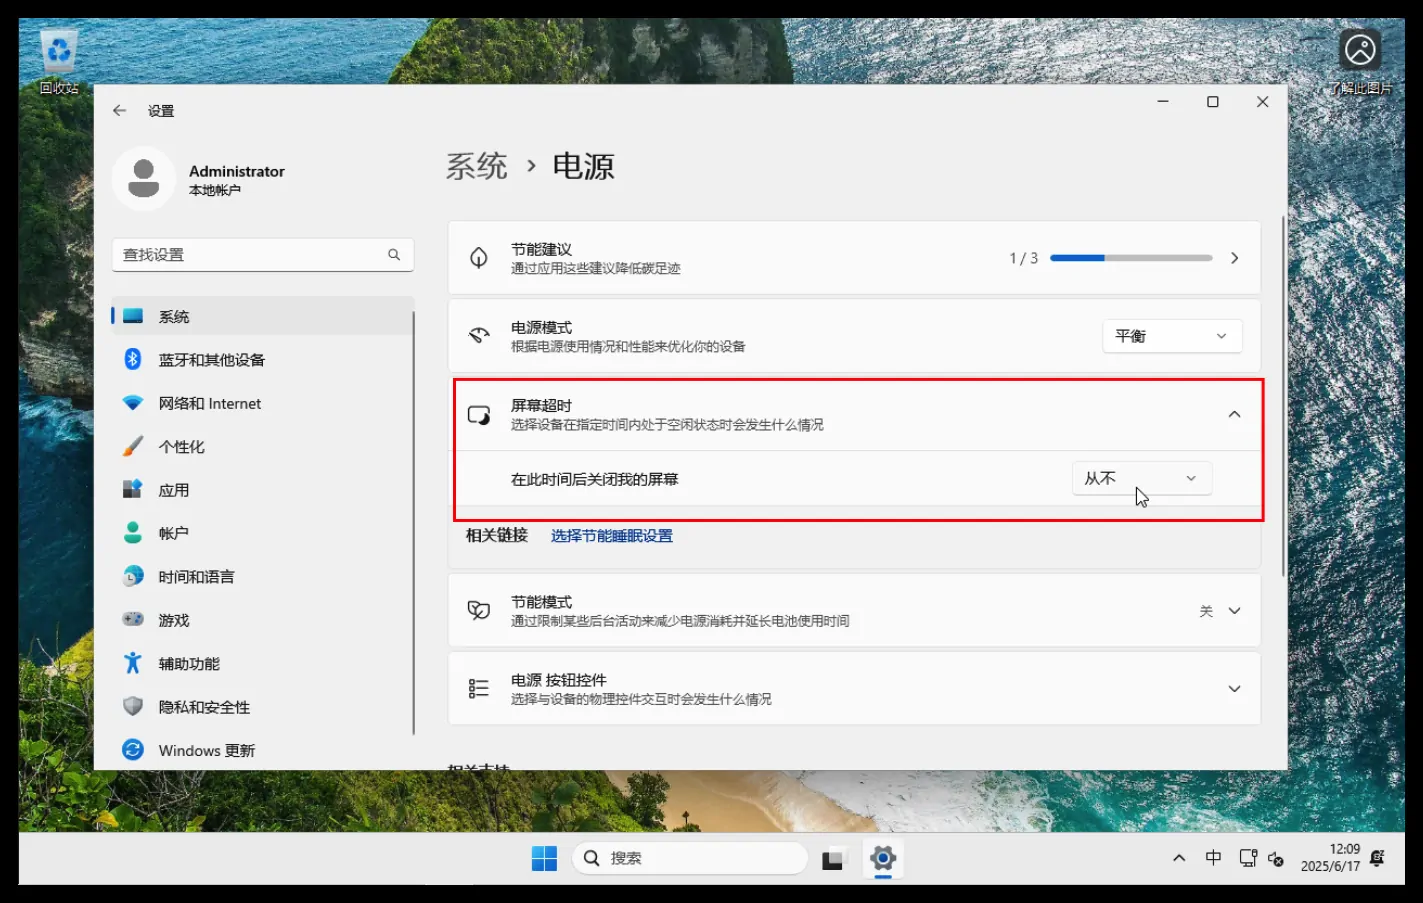 回收站
了解此图片
设置
Administrator
本地帐户
查找设置
系统
蓝牙和其他设备
网络和 Internet
个性化
应用
帐户
时间和语言
游戏
辅助功能
隐私和安全性
Windows 更新
系统 › 电源
节能建议
通过应用这些建议降低碳足迹
1 / 3
电源模式
根据电源使用情况和性能来优化你的设备
平衡
屏幕超时
选择设备在指定时间内处于空闲状态时会发生什么情况
在此时间后关闭我的屏幕
从不
相关链接 选择节能睡眠设置
节能模式
通过限制某些后台活动来减少电源消耗并延长电池使用时间
关
电源 按钮控件
选择与设备的物理控件交互时会发生什么情况
相关支持
搜索
中
12:09
2025/6/17